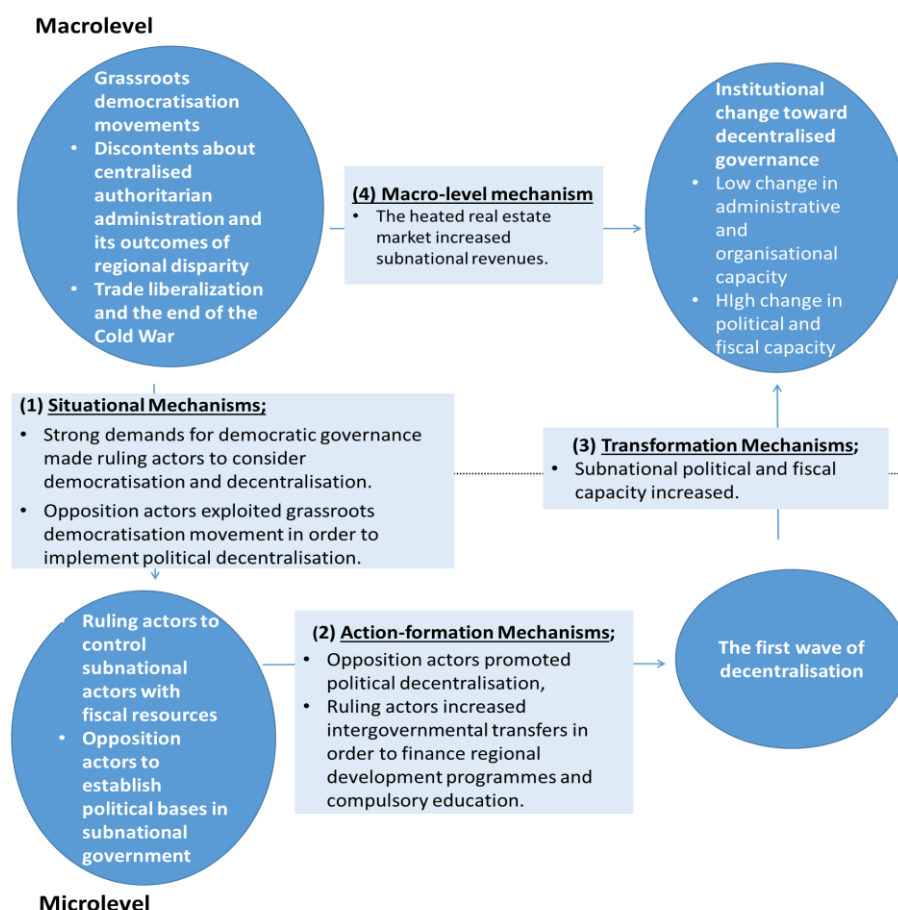 Macrolevel
Grassroots
democratisation
movements
• Discontents about
centralised
authoritarian
administration and
its outcomes of
regional disparity
• Trade liberalization
and the end of the
Cold War
(4) Macro-level mechanism
• The heated real estate
market increased
subnational revenues.
Institutional
change toward
decentralised
governance
• Low change in
administrative
and
organisational
capacity
• HIgh change in
political and
fiscal capacity
(1) Situational Mechanisms;
• Strong demands for democratic governance
made ruling actors to consider
democratisation and decentralisation.
• Opposition actors exploited grassroots
democratisation movement in order to
implement political decentralisation.
(3) Transformation Mechanisms;
• Subnational political and fiscal
capacity increased.
• Ruling actors to
control
subnational
actors with
fiscal resources
• Opposition
actors to
establish
political bases in
subnational
government
(2) Action-formation Mechanisms;
• Opposition actors promoted
political decentralisation,
• Ruling actors increased
intergovernmental transfers in
order to finance regional
development programmes and
compulsory education.
The first wave of
decentralisation
Microlevel